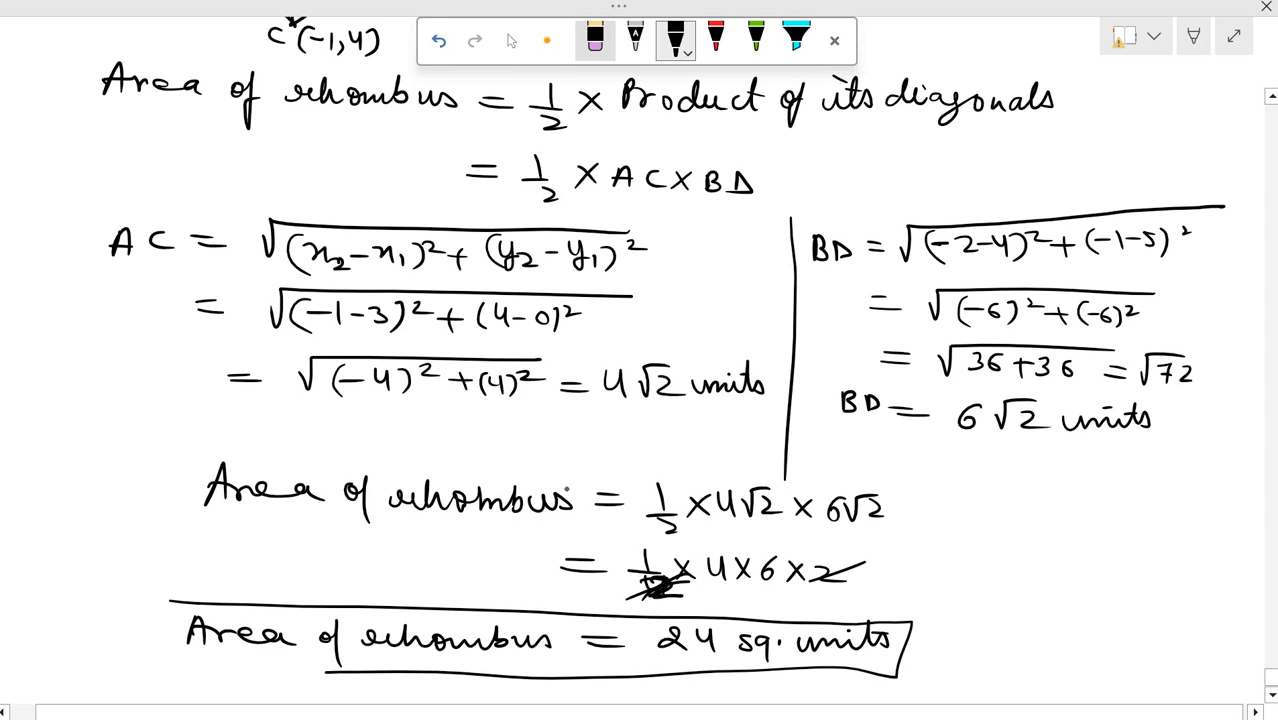 C (-1,4)
Area of rhombus = 1/2 × Product of its diagonals
= 1/2 × AC × BD
AC = √(x₂-x₁)²+(y₂-y₁)²
= √(-1-3)²+(4-0)²
= √(-4)²+(4)² = 4√2 units
BD = √(-2-4)²+(-1-5)²
= √(-6)²+(-6)²
= √36+36 = √72
BD = 6√2 units
Area of rhombus = 1/2 × 4√2 × 6√2
= 1/2 × 4 × 6 × 2
Area of rhombus = 24 sq. units